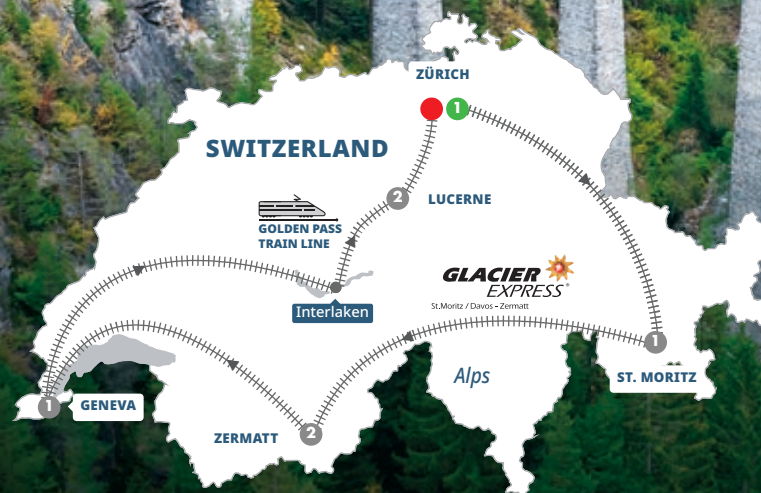 ZÜRICH
1
SWITZERLAND
2
LUCERNE
GOLDEN PASS
TRAIN LINE
GLACIER
EXPRESS®
St.Moritz / Davos – Zermatt
Interlaken
1
ST. MORITZ
Alps
1
GENEVA
ZERMATT
2